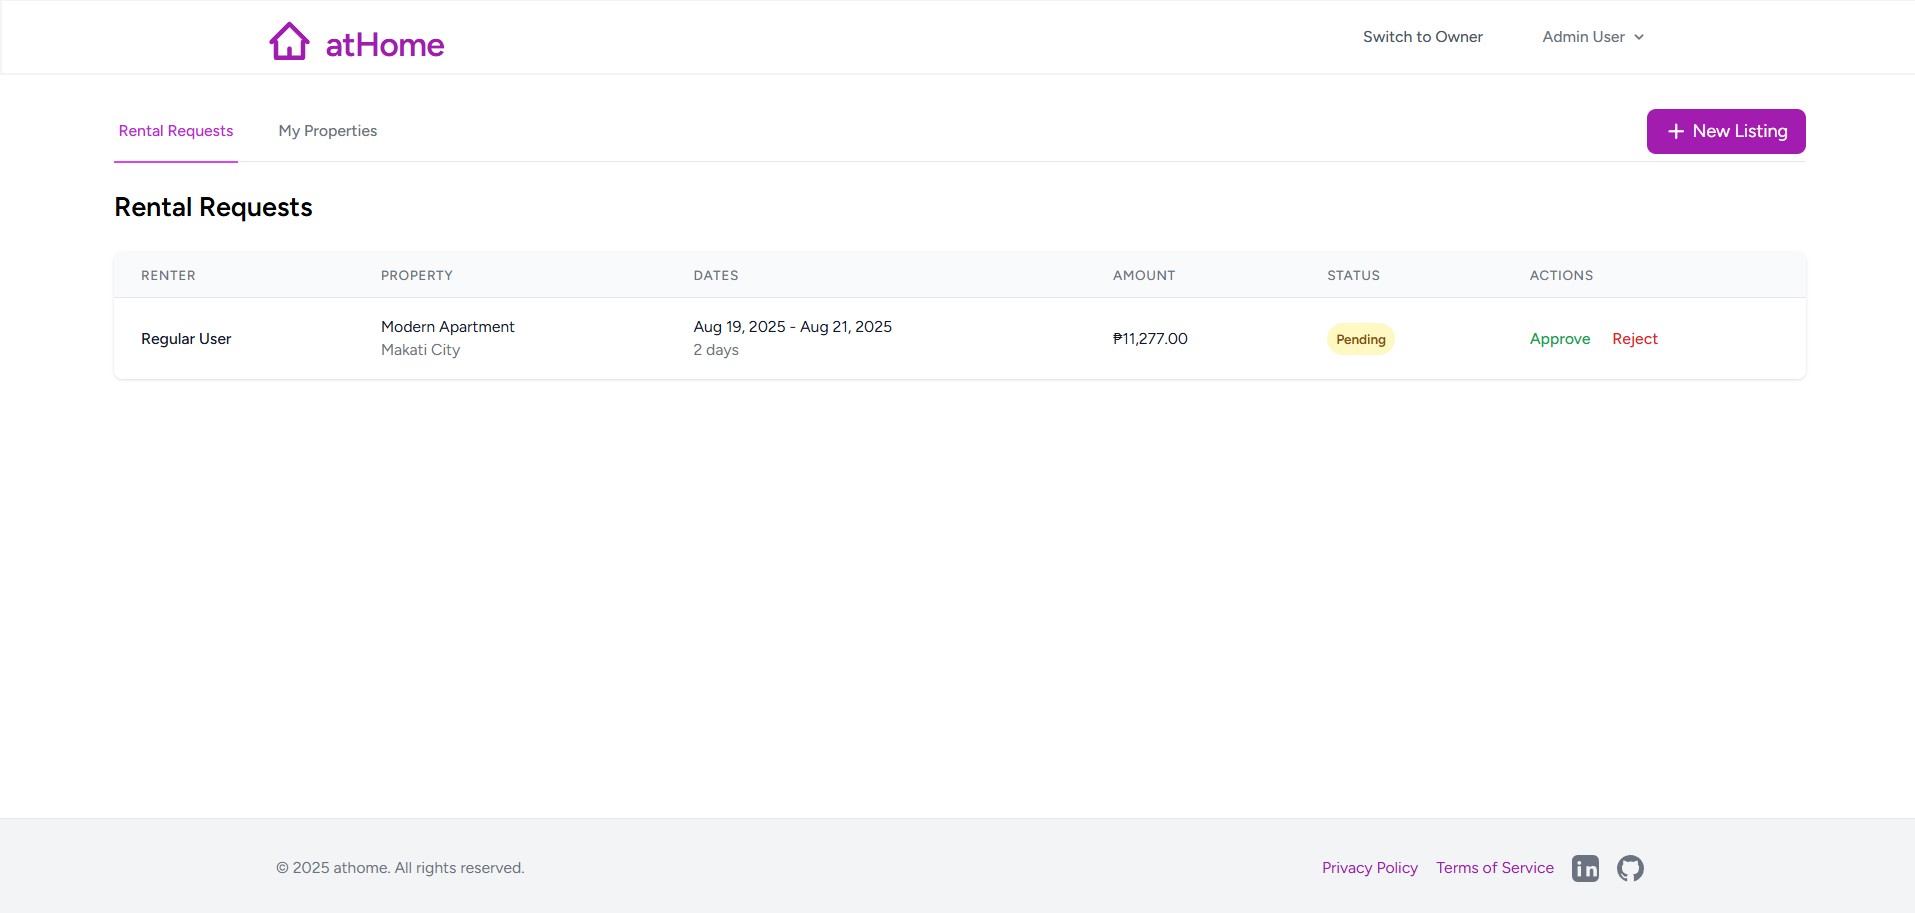 atHome
Switch to Owner
Admin User
Rental Requests
My Properties
New Listing
Rental Requests
RENTER PROPERTY DATES AMOUNT STATUS ACTIONS
Regular User
Modern Apartment
Makati City
Aug 19, 2025 - Aug 21, 2025
2 days
₱11,277.00
Pending
Approve
Reject
© 2025 athome. All rights reserved.
Privacy Policy
Terms of Service
in